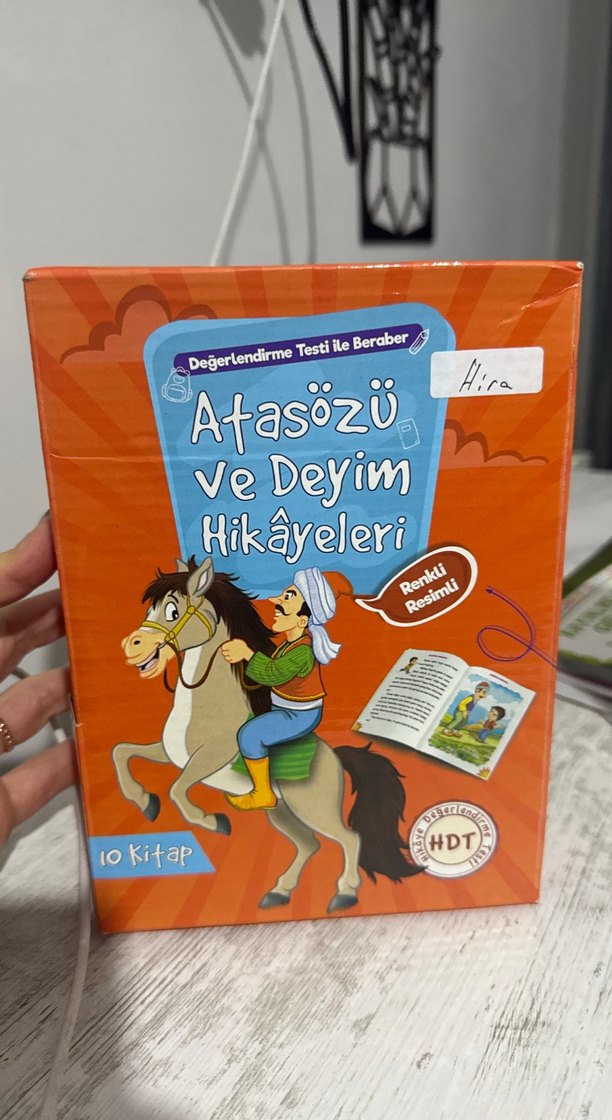 Değerlendirme Testi ile Beraber
Hira
Atasözü
ve Deyim
Hikâyeleri
Renkli
Resimli
10 Kitap
Hikâye Değerlendirme Testi
HDT